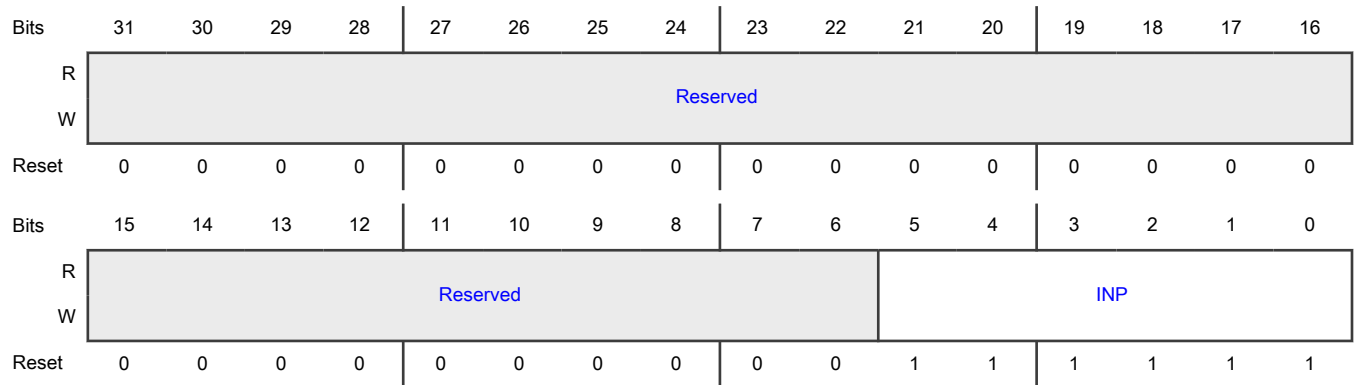 Bits 31 30 29 28 27 26 25 24 23 22 21 20 19 18 17 16
R
Reserved
W
Reset 0 0 0 0 0 0 0 0 0 0 0 0 0 0 0 0
Bits 15 14 13 12 11 10 9 8 7 6 5 4 3 2 1 0
R
Reserved INP
W
Reset 0 0 0 0 0 0 0 0 0 0 1 1 1 1 1 1